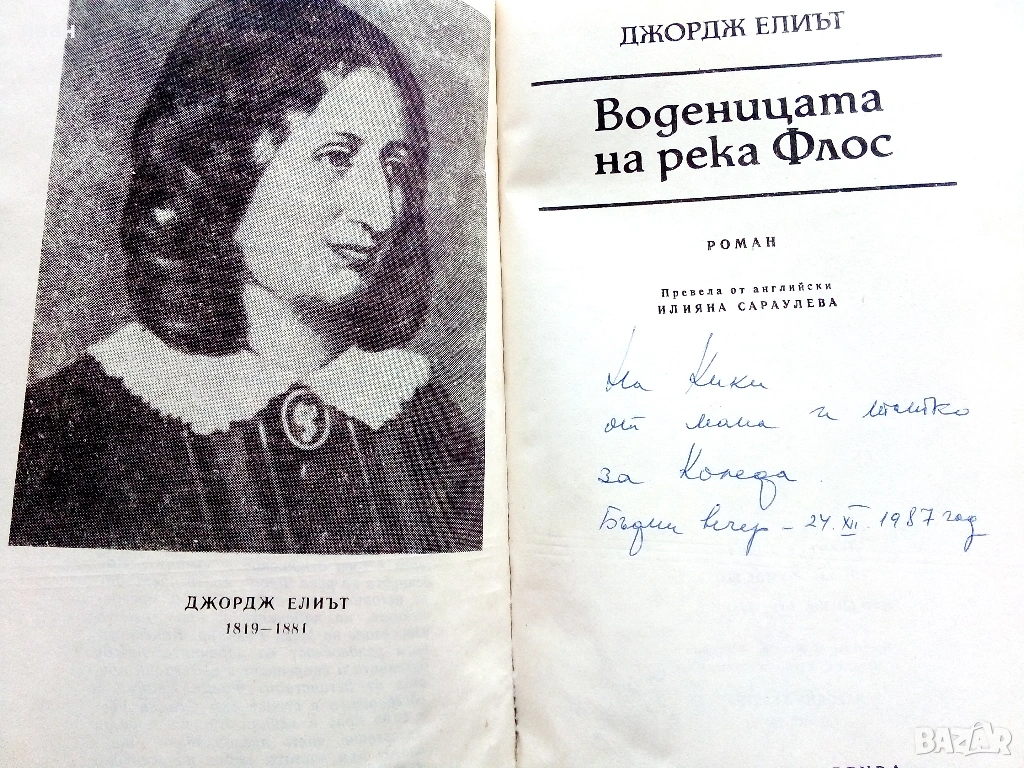 ДЖОРДЖ ЕЛИЪТ
1819—1881
ДЖОРДЖ ЕЛИЪТ
Воденицата
на река Флос
РОМАН
Превела от английски
ИЛИЯНА САРАУЛЕВА
На Кики
от мама и татко
за Коледа.
Бъдни вечер – 24.XII.1987 год
BAZAR